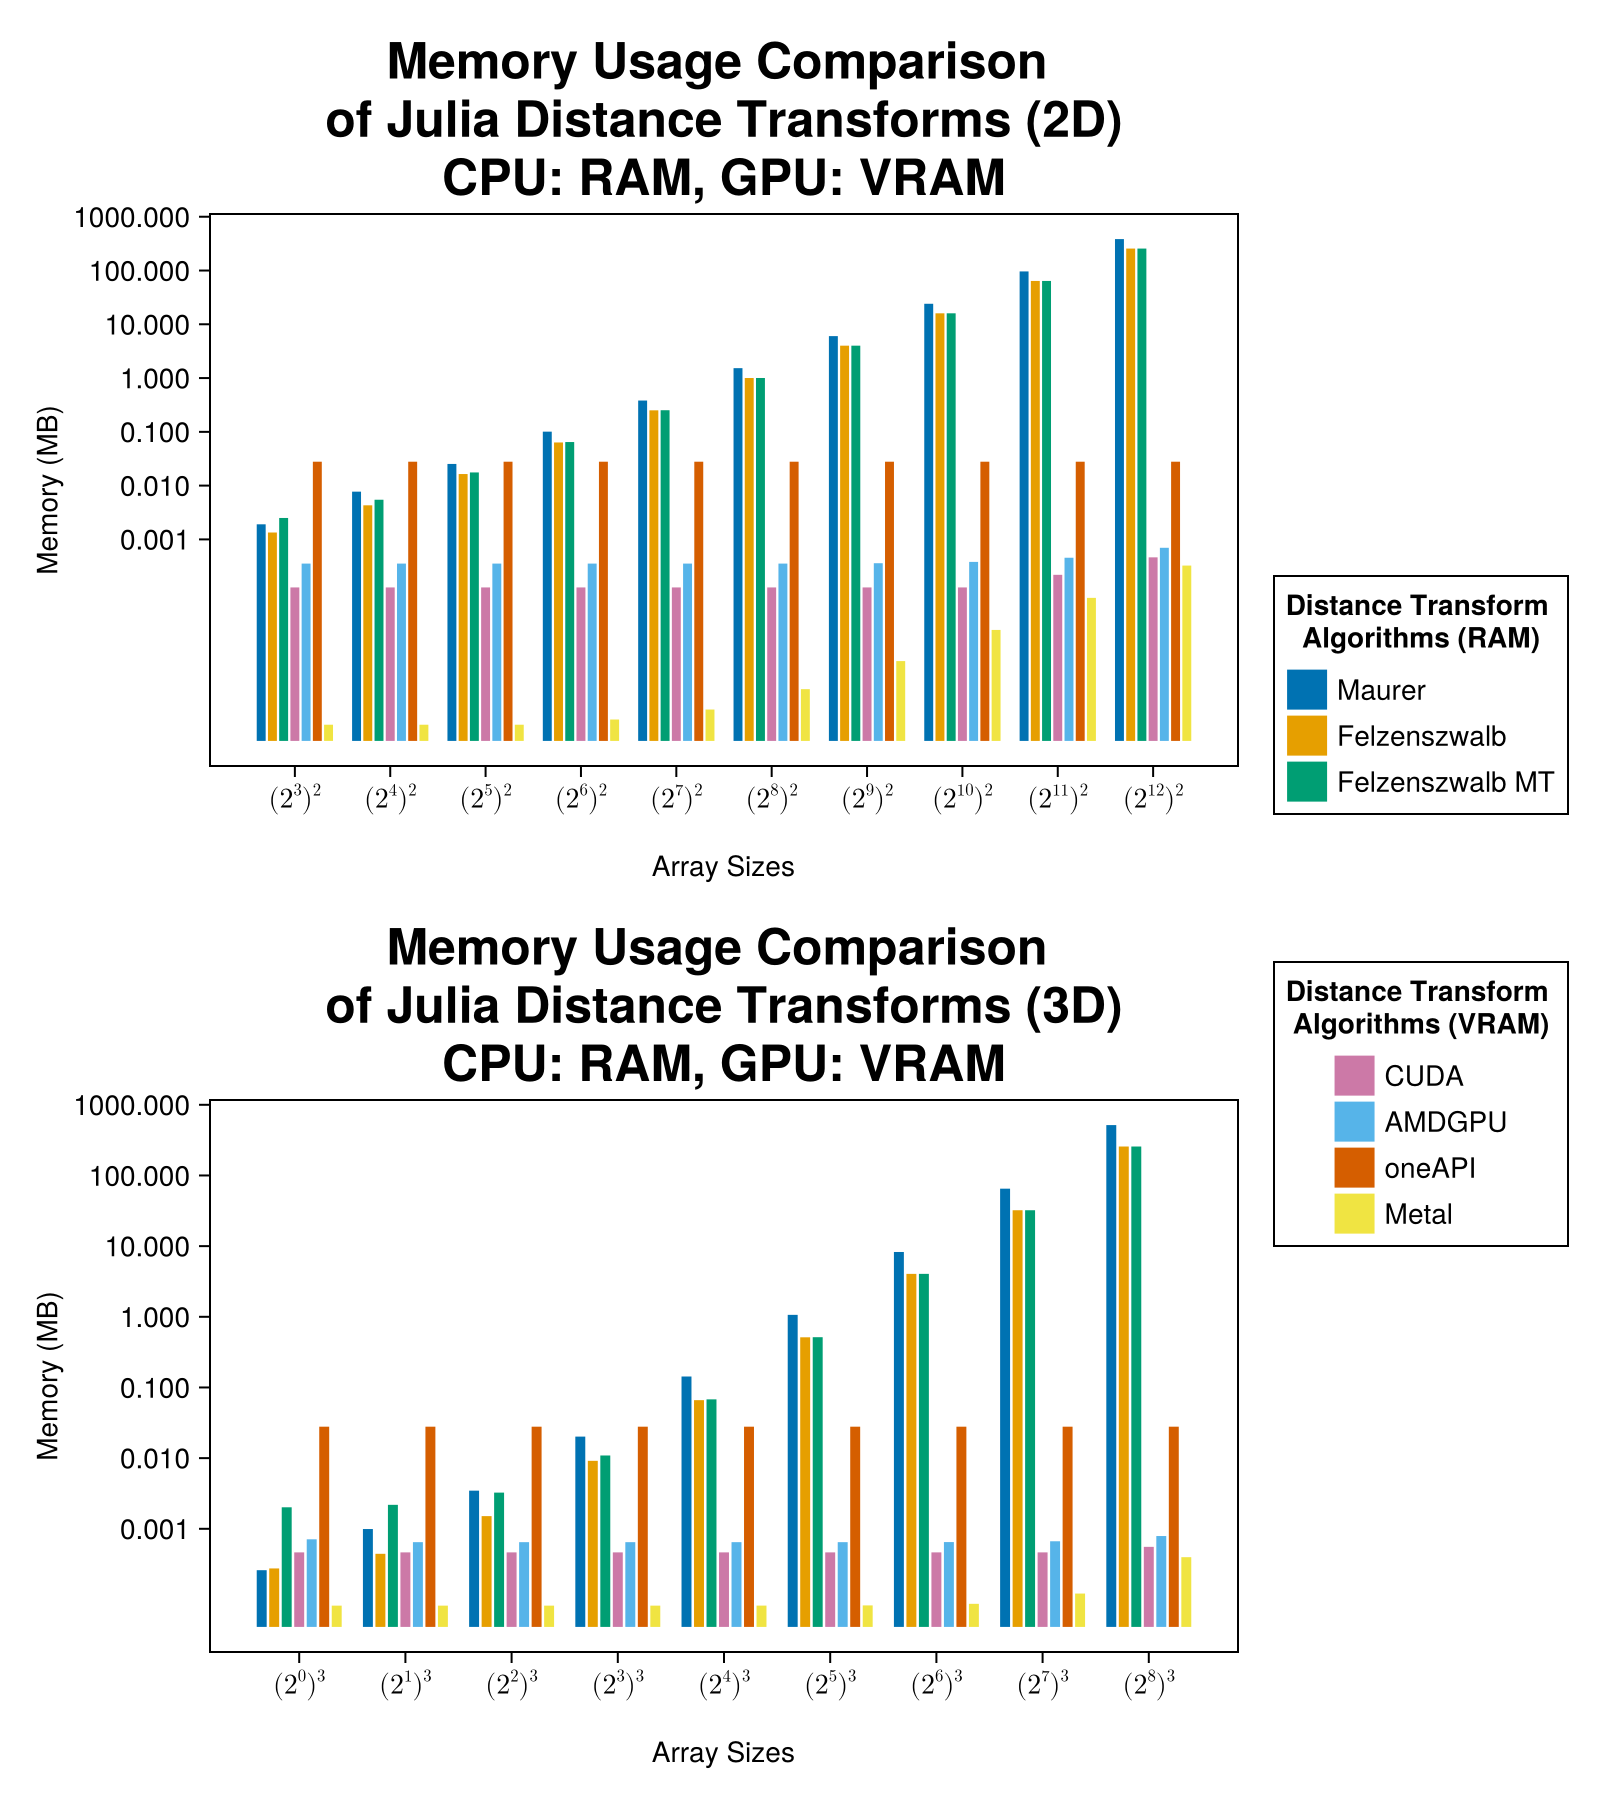 Memory Usage Comparison
of Julia Distance Transforms (2D)
CPU: RAM, GPU: VRAM
1000.000
100.000
10.000
1.000
0.100
0.010
0.001
Memory (MB)
(2³)² (2⁴)² (2⁵)² (2⁶)² (2⁷)² (2⁸)² (2⁹)² (2¹⁰)² (2¹¹)² (2¹²)²
Array Sizes
Distance Transform
Algorithms (RAM)
Maurer
Felzenszwalb
Felzenszwalb MT
Memory Usage Comparison
of Julia Distance Transforms (3D)
CPU: RAM, GPU: VRAM
1000.000
100.000
10.000
1.000
0.100
0.010
0.001
Memory (MB)
(2⁰)³ (2¹)³ (2²)³ (2³)³ (2⁴)³ (2⁵)³ (2⁶)³ (2⁷)³ (2⁸)³
Array Sizes
Distance Transform
Algorithms (VRAM)
CUDA
AMDGPU
oneAPI
Metal